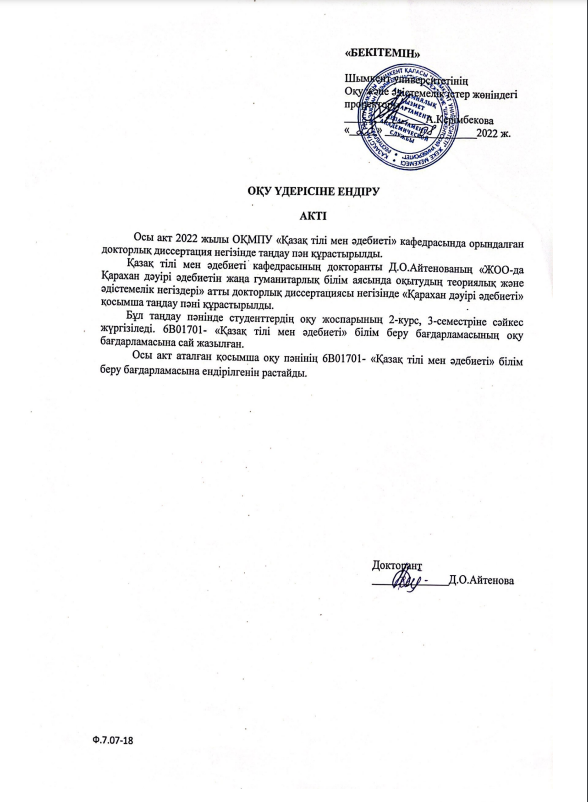 «БЕКІТЕМІН»
Шымкент университетінің
Оқу және әдістемелік істер жөніндегі
проректор
А.Керімбекова
« » 2022 ж.
ОҚУ ҮДЕРІСІНЕ ЕНДІРУ
АКТІ
Осы акт 2022 жылы ОҚМПУ «Қазақ тілі мен әдебиеті» кафедрасында орындалған
докторлық диссертация негізінде таңдау пән құрастырылды.
Қазақ тілі мен әдебиеті кафедрасының докторанты Д.О.Айтенованың «ЖОО-да
Қарахан дәуірі әдебиетін жаңа гуманитарлық білім аясында оқытудың теориялық және
әдістемелік негіздері» атты докторлық диссертациясы негізінде «Қарахан дәуірі әдебиеті»
қосымша таңдау пәні құрастырылды.
Бұл таңдау пәнінде студенттердің оқу жоспарының 2-курс, 3-семестріне сәйкес
жүргізіледі. 6В01701- «Қазақ тілі мен әдебиеті» білім беру бағдарламасының оқу
бағдарламасына сай жазылған.
Осы акт аталған қосымша оқу пәнінің 6В01701- «Қазақ тілі мен әдебиеті» білім
беру бағдарламасына ендірілгенін растайды.
Докторант
Д.О.Айтенова
Ф.7.07-18